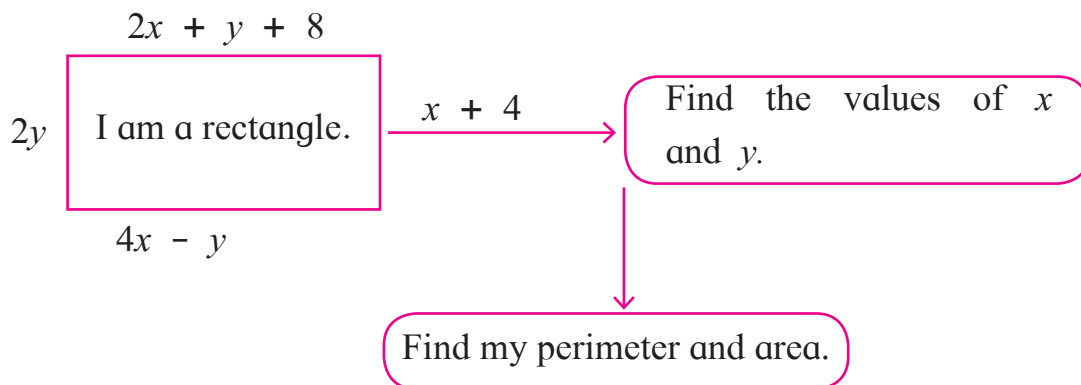 2x + y + 8
2y
I am a rectangle.
x + 4
Find the values of x
and y.
4x - y
Find my perimeter and area.